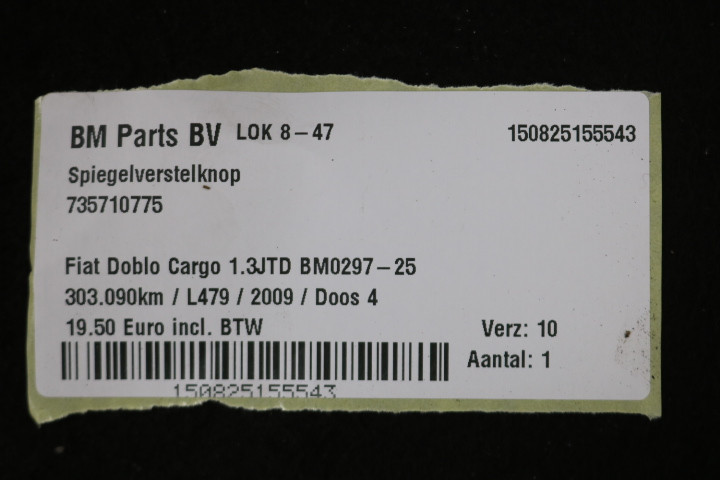 BM Parts BV LOK 8-47 150825155543
Spiegelverstelknop
735710775
Fiat Doblo Cargo 1.3JTD BM0297-25
303.090km / L479 / 2009 / Doos 4
19.50 Euro incl. BTW Verz: 10
Aantal: 1
150825155543